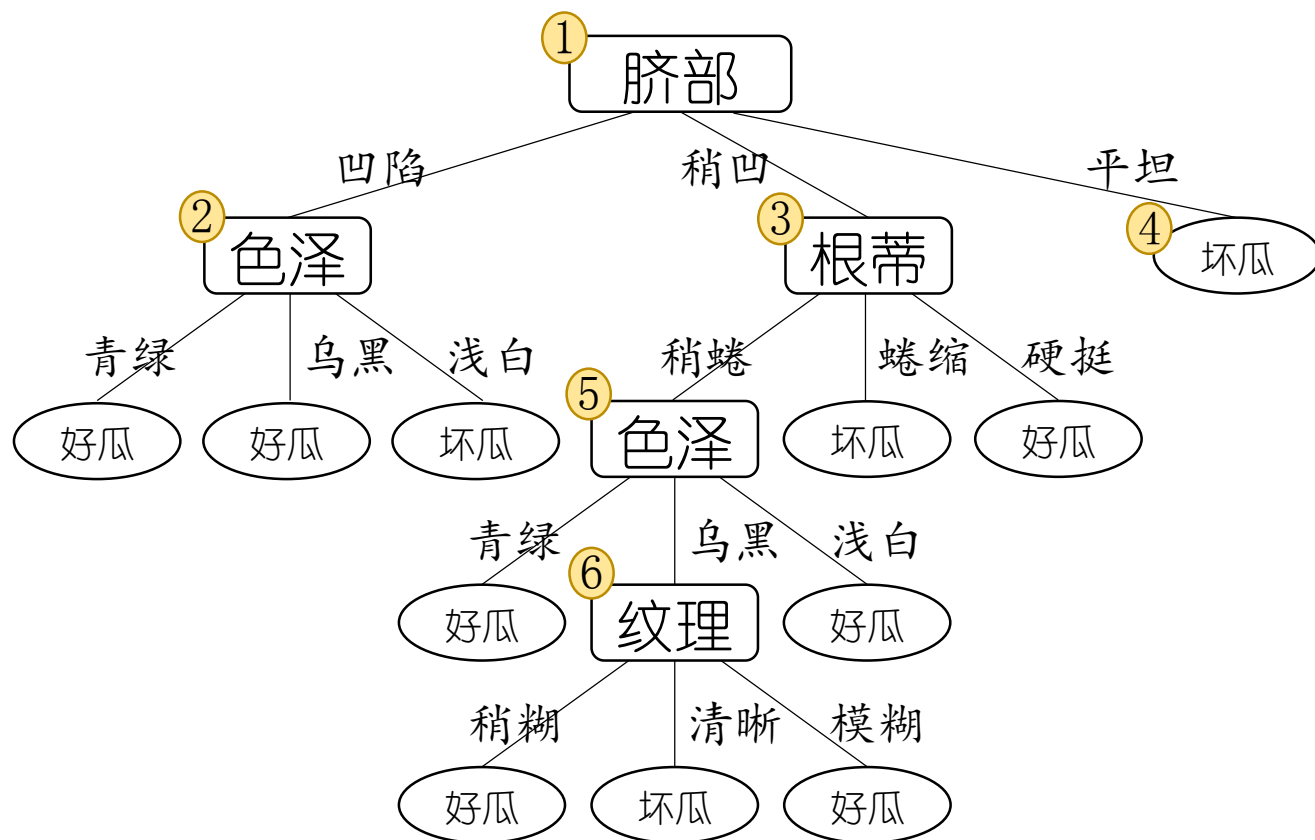 1
脐部
凹陷 稍凹 平坦
2 3 4
色泽 根蒂 坏瓜
青绿 乌黑 浅白 稍蜷 蜷缩 硬挺
5
好瓜 好瓜 坏瓜 色泽 坏瓜 好瓜
青绿 乌黑 浅白
6
好瓜 纹理 好瓜
稍糊 清晰 模糊
好瓜 坏瓜 好瓜